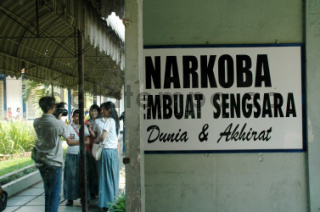 NARKOBA
MBUAT SENGSARA
Dunia & Akhirat